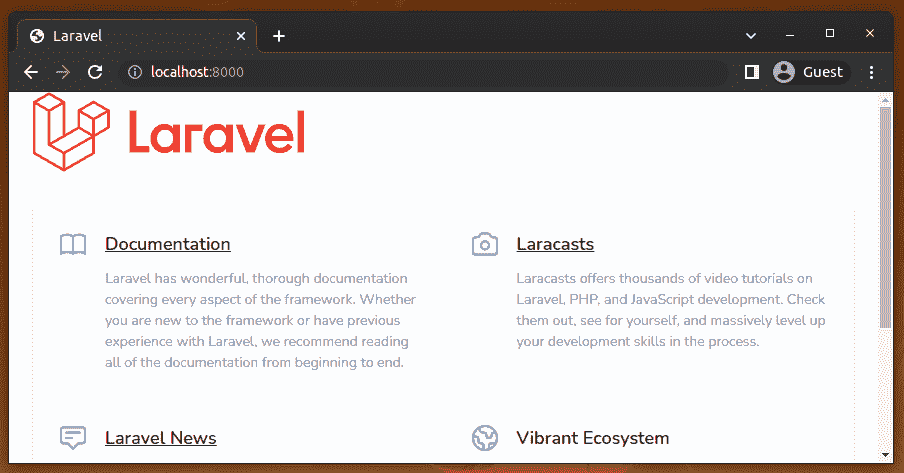 Laravel
localhost:8000
Guest
Laravel
Documentation
Laravel has wonderful, thorough documentation
covering every aspect of the framework. Whether
you are new to the framework or have previous
experience with Laravel, we recommend reading
all of the documentation from beginning to end.
Laracasts
Laracasts offers thousands of video tutorials on
Laravel, PHP, and JavaScript development. Check
them out, see for yourself, and massively level up
your development skills in the process.
Laravel News
Vibrant Ecosystem